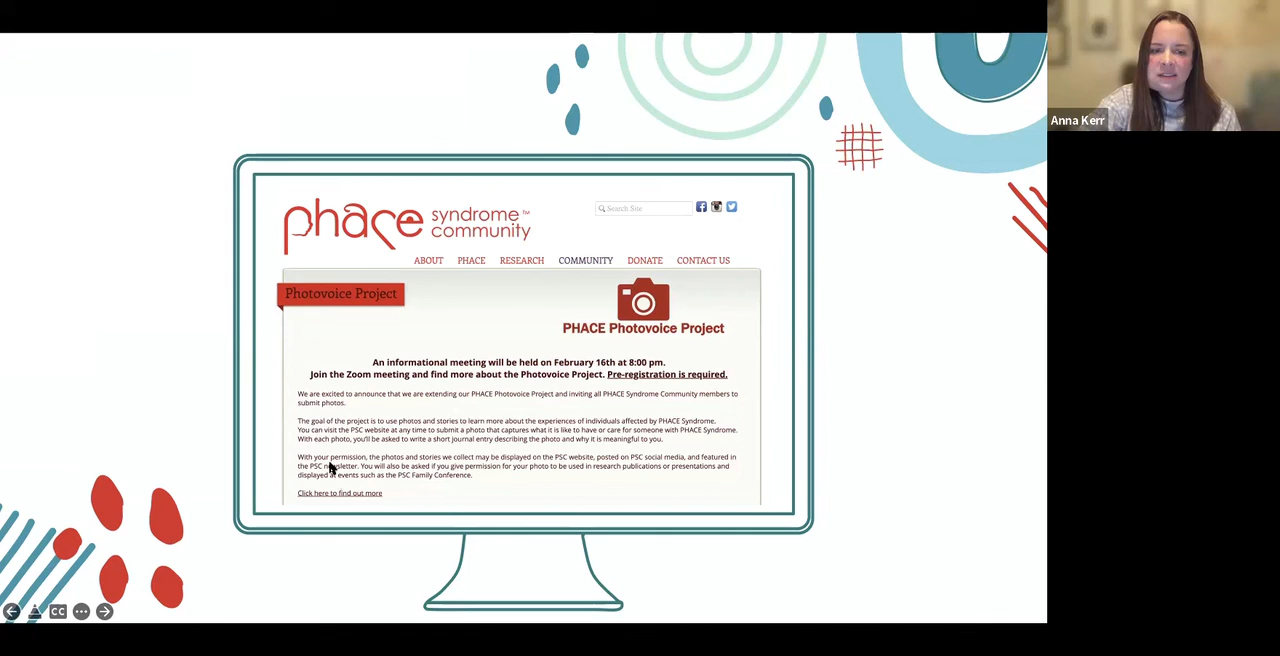 Anna Kerr
phace syndrome™
community
Search Site
ABOUT PHACE RESEARCH COMMUNITY DONATE CONTACT US
Photovoice Project
PHACE Photovoice Project
An informational meeting will be held on February 16th at 8:00 pm.
Join the Zoom meeting and find more about the Photovoice Project. Pre-registration is required.
We are excited to announce that we are extending our PHACE Photovoice Project and inviting all PHACE Syndrome Community members to
submit photos.
The goal of the project is to use photos and stories to learn more about the experiences of individuals affected by PHACE Syndrome.
You can visit the PSC website at any time to submit a photo that captures what it is like to have or care for someone with PHACE Syndrome.
With each photo, you'll be asked to write a short journal entry describing the photo and why it is meaningful to you.
With your permission, the photos and stories we collect may be displayed on the PSC website, posted on PSC social media, and featured in
the PSC newsletter. You will also be asked if you give permission for your photo to be used in research publications or presentations and
displayed at events such as the PSC Family Conference.
Click here to find out more
CC